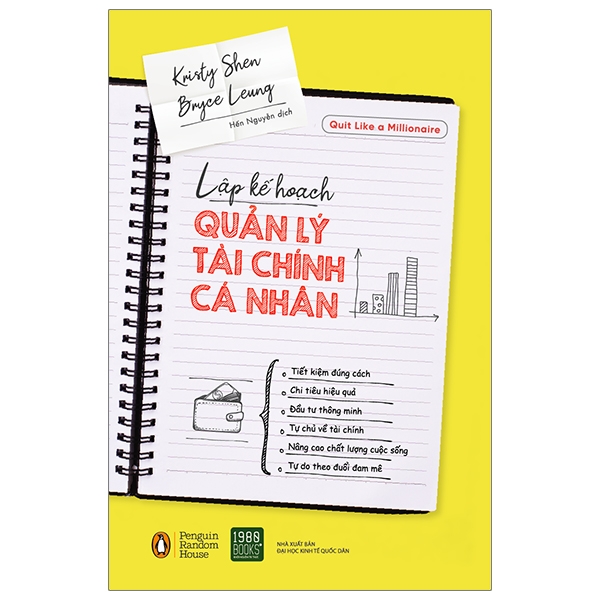 Kristy Shen
Bryce Leung
Hến Nguyên dịch
Quit Like a Millionaire
Lập kế hoạch
QUẢN LÝ
TÀI CHÍNH
CÁ NHÂN
Tiết kiệm đúng cách
Chi tiêu hiệu quả
Đầu tư thông minh
Tự chủ về tài chính
Nâng cao chất lượng cuộc sống
Tự do theo đuổi đam mê
Penguin
Random
House
1980
BOOKS
NHÀ XUẤT BẢN
ĐẠI HỌC KINH TẾ QUỐC DÂN